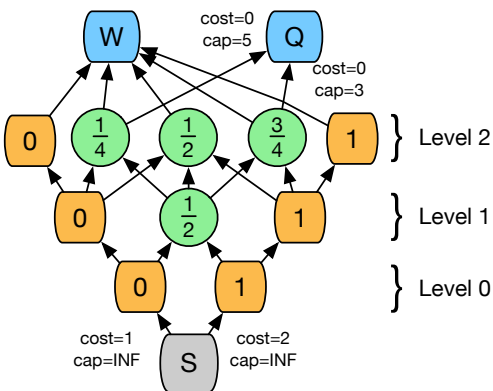 W
Q
cost=0
cap=5
cost=0
cap=3
0
1/4
1/2
3/4
1
} Level 2
0
1/2
1
} Level 1
0
1
} Level 0
cost=1
cap=INF
S
cost=2
cap=INF